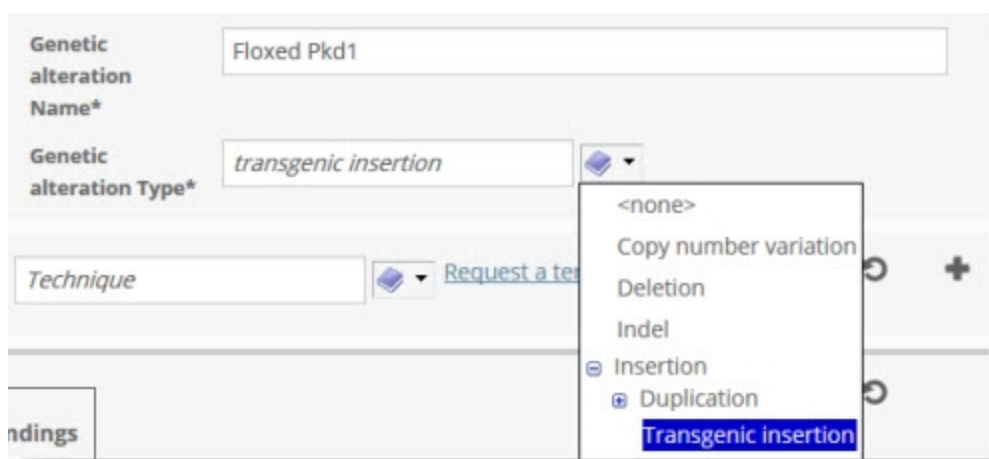 Genetic
alteration
Name*
Floxed Pkd1
Genetic
alteration Type*
transgenic insertion
<none>
Copy number variation
Deletion
Indel
Insertion
Duplication
Transgenic insertion
Technique
Request a ter
ndings